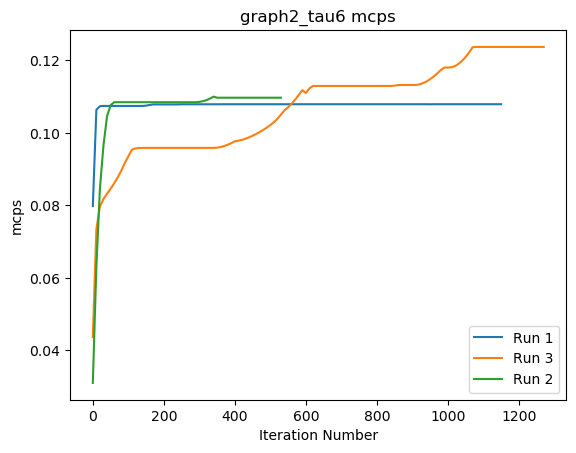 graph2_tau6 mcps
mcps
0.12
0.10
0.08
0.06
0.04
0 200 400 600 800 1000 1200
Iteration Number
Run 1
Run 3
Run 2